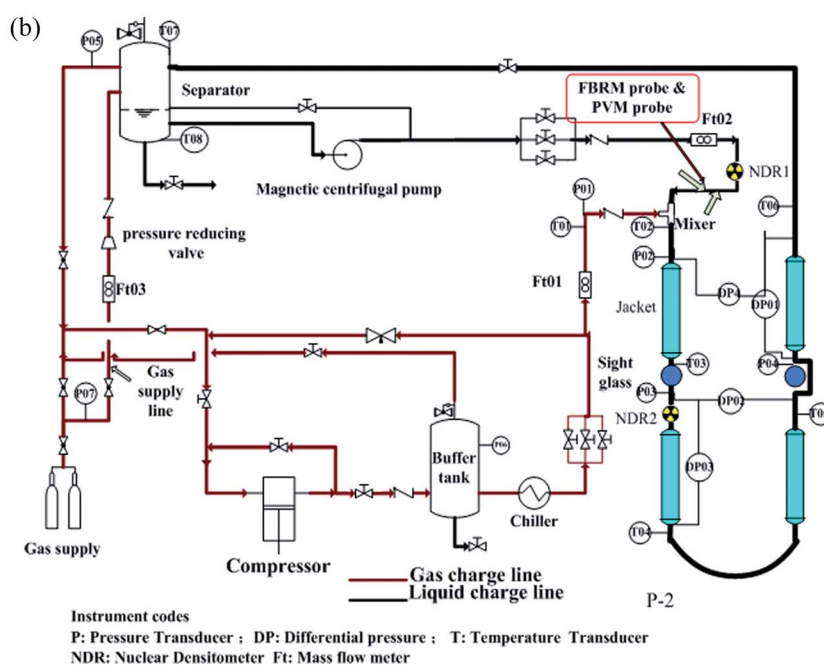 (b)
P05
T07
Separator
T08
FBRM probe &
PVM probe
Ft02
NDR1
Magnetic centrifugal pump
P01
T01
T02
Mixer
T06
pressure reducing
valve
P02
Ft03
Ft01
DP4
DP01
Jacket
Gas
supply
line
Sight
glass
T03
P04
P07
P03
DP02
NDR2
P06
Buffer
tank
DP03
Chiller
T04
Gas supply
Compressor
Gas charge line
Liquid charge line
P-2
Instrument codes
P: Pressure Transducer ; DP: Differential pressure ; T: Temperature Transducer
NDR: Nuclear Densitometer Ft: Mass flow meter